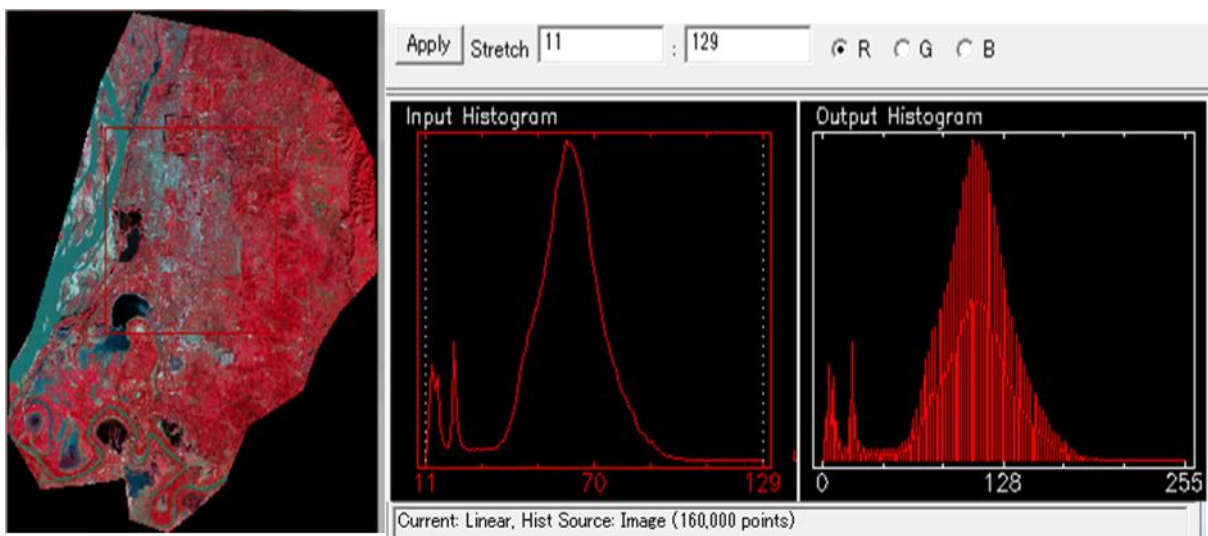 Apply Stretch 11 : 129 R G B
Input Histogram
11 70 129
Output Histogram
0 128 255
Current: Linear, Hist Source: Image (160,000 points)